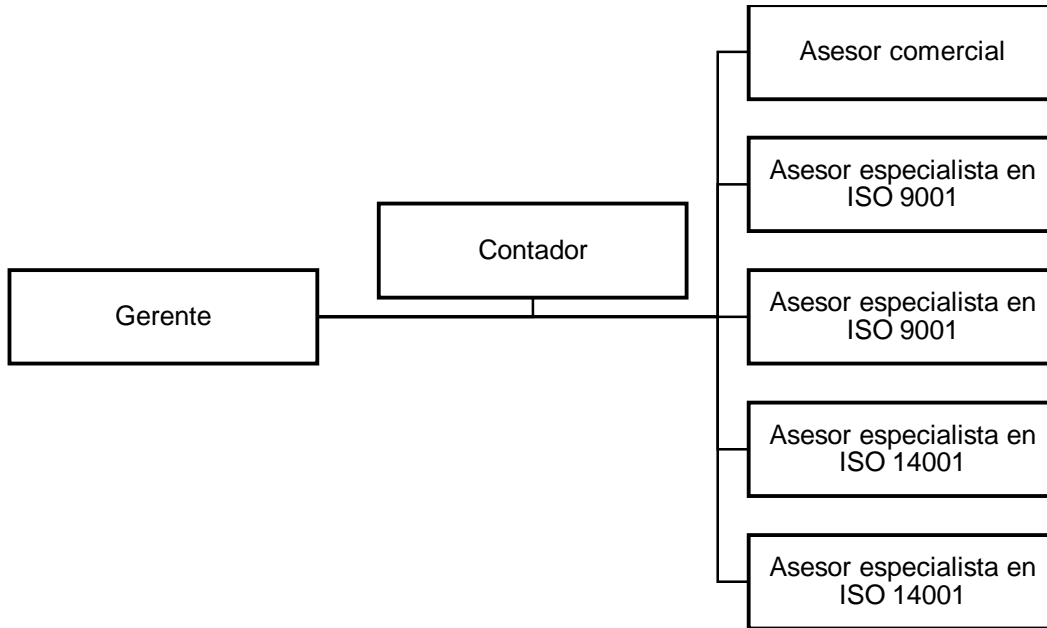 Asesor comercial
Asesor especialista en
ISO 9001
Contador
Gerente
Asesor especialista en
ISO 9001
Asesor especialista en
ISO 14001
Asesor especialista en
ISO 14001